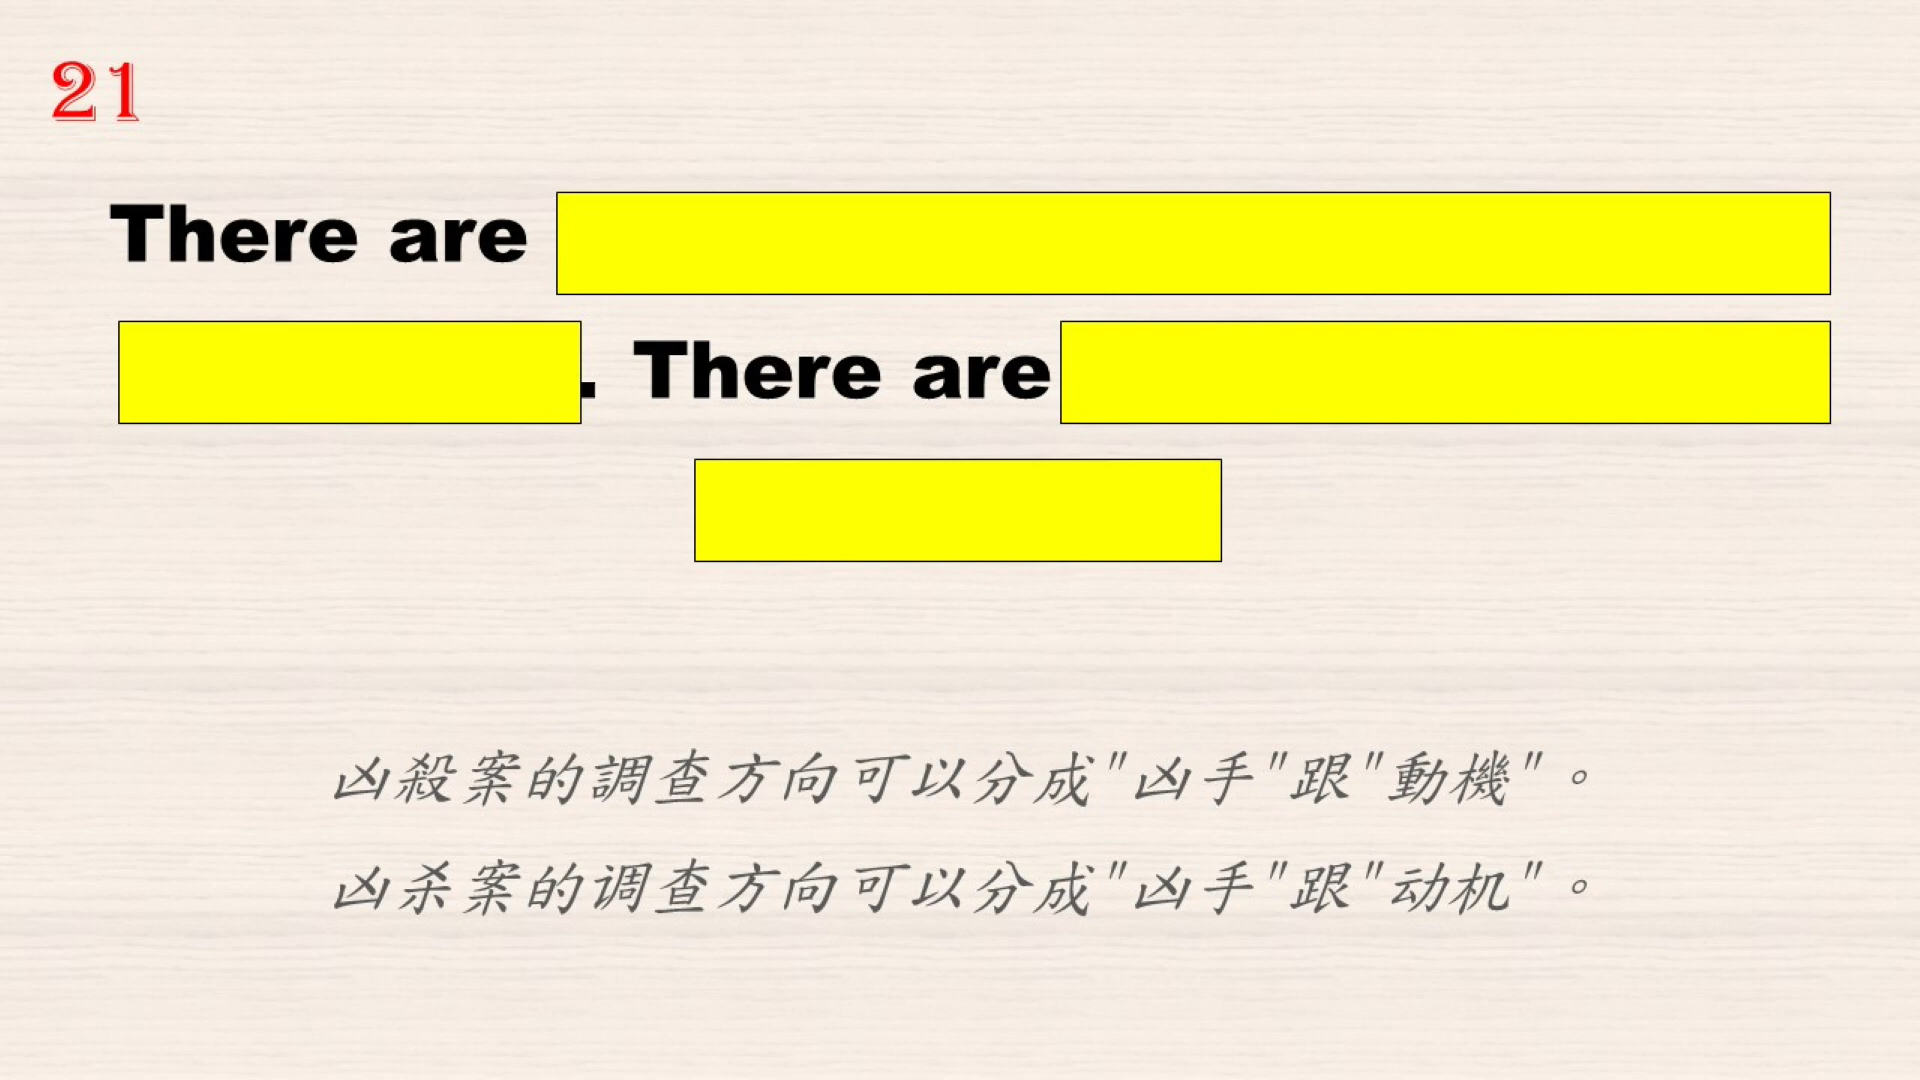 21
There are
. There are
凶殺案的調查方向可以分成"凶手"跟"動機"。
凶杀案的调查方向可以分成"凶手"跟"动机"。